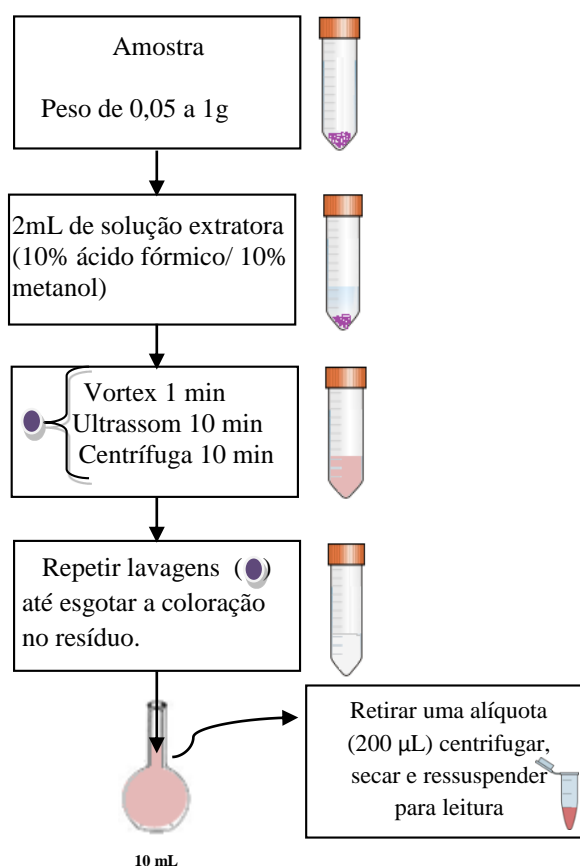 Amostra
Peso de 0,05 a 1g
2mL de solução extratora
(10% ácido fórmico/ 10%
metanol)
Vortex 1 min
Ultrassom 10 min
Centrífuga 10 min
Repetir lavagens ( )
até esgotar a coloração
no resíduo.
Retirar uma alíquota
(200 µL) centrifugar,
secar e ressuspender
para leitura
10 mL